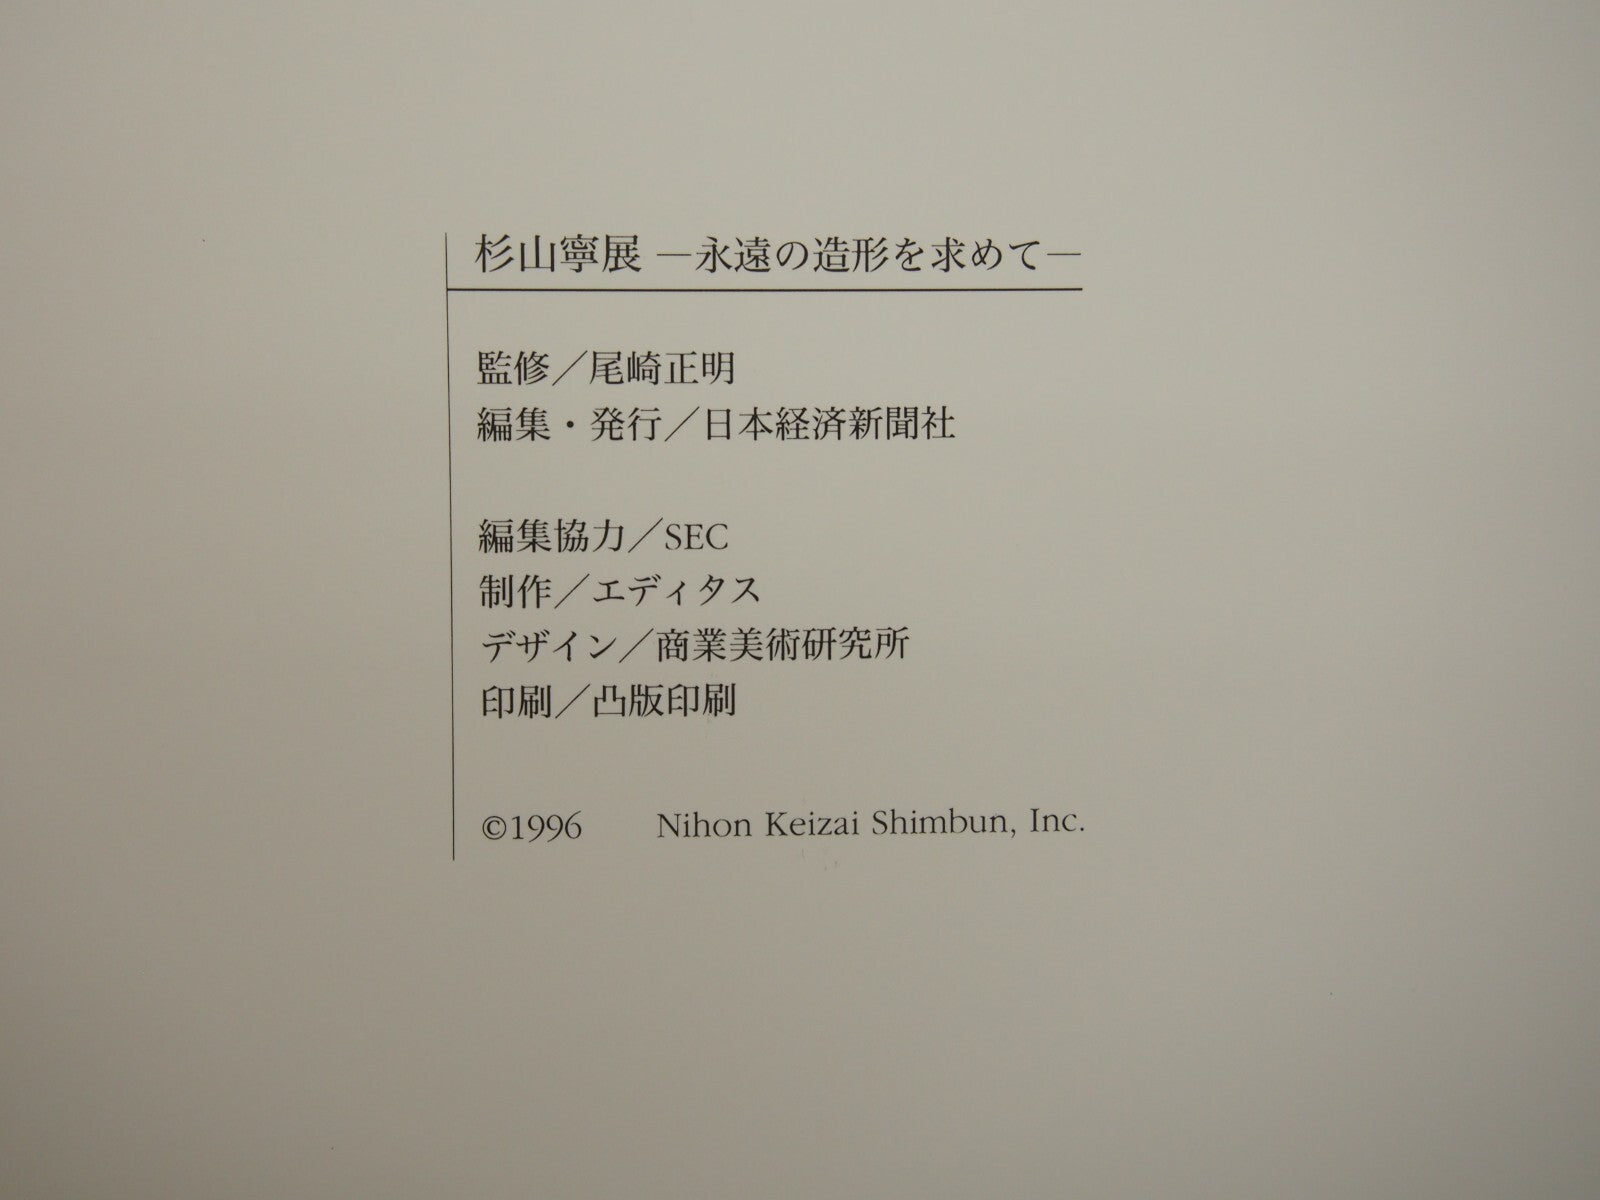 杉山寧展 ―永遠の造形を求めて―
監修／尾崎正明
編集・発行／日本経済新聞社
編集協力／SEC
制作／エディタス
デザイン／商業美術研究所
印刷／凸版印刷
©1996 Nihon Keizai Shimbun, Inc.